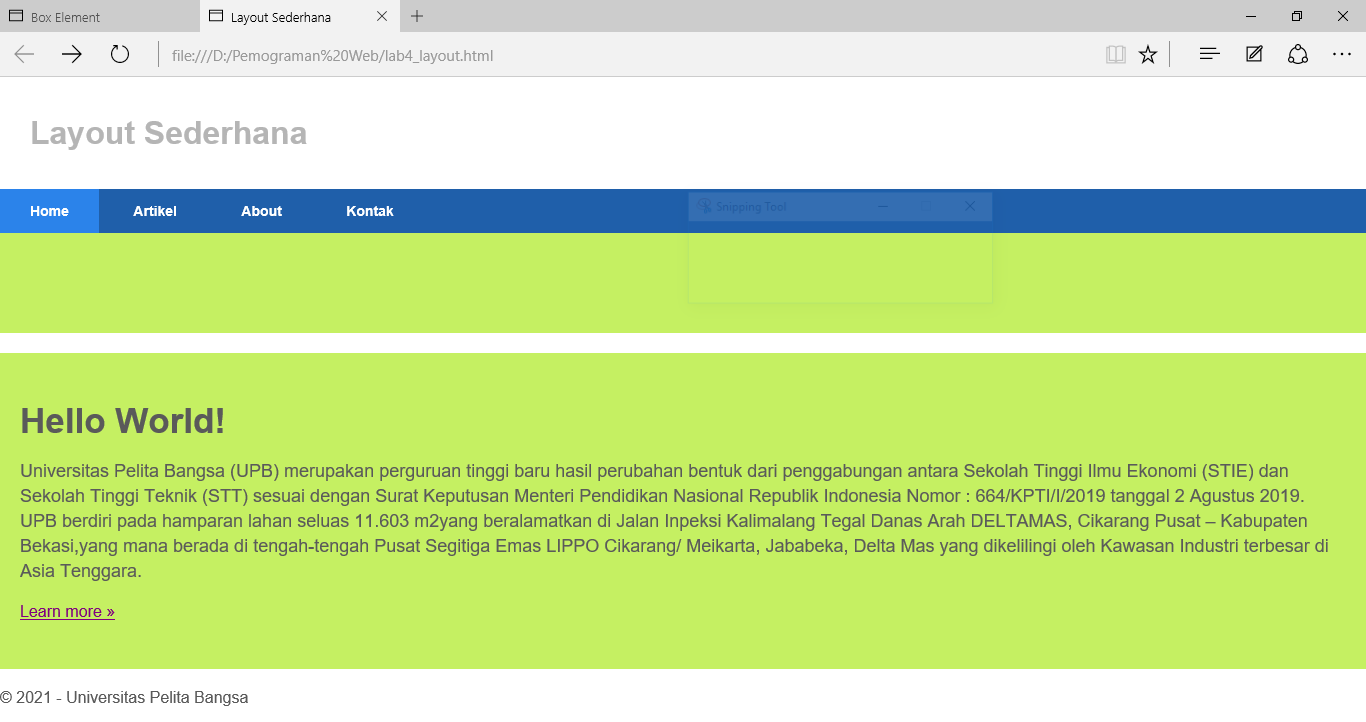 Box Element
Layout Sederhana
file:///D:/Pemograman%20Web/lab4_layout.html
Layout Sederhana
Home Artikel About Kontak
Snipping Tool
Hello World!
Universitas Pelita Bangsa (UPB) merupakan perguruan tinggi baru hasil perubahan bentuk dari penggabungan antara Sekolah Tinggi Ilmu Ekonomi (STIE) dan
Sekolah Tinggi Teknik (STT) sesuai dengan Surat Keputusan Menteri Pendidikan Nasional Republik Indonesia Nomor : 664/KPTI/I/2019 tanggal 2 Agustus 2019.
UPB berdiri pada hamparan lahan seluas 11.603 m2yang beralamatkan di Jalan Inpeksi Kalimalang Tegal Danas Arah DELTAMAS, Cikarang Pusat – Kabupaten
Bekasi,yang mana berada di tengah-tengah Pusat Segitiga Emas LIPPO Cikarang/ Meikarta, Jababeka, Delta Mas yang dikelilingi oleh Kawasan Industri terbesar di
Asia Tenggara.
Learn more »
© 2021 - Universitas Pelita Bangsa